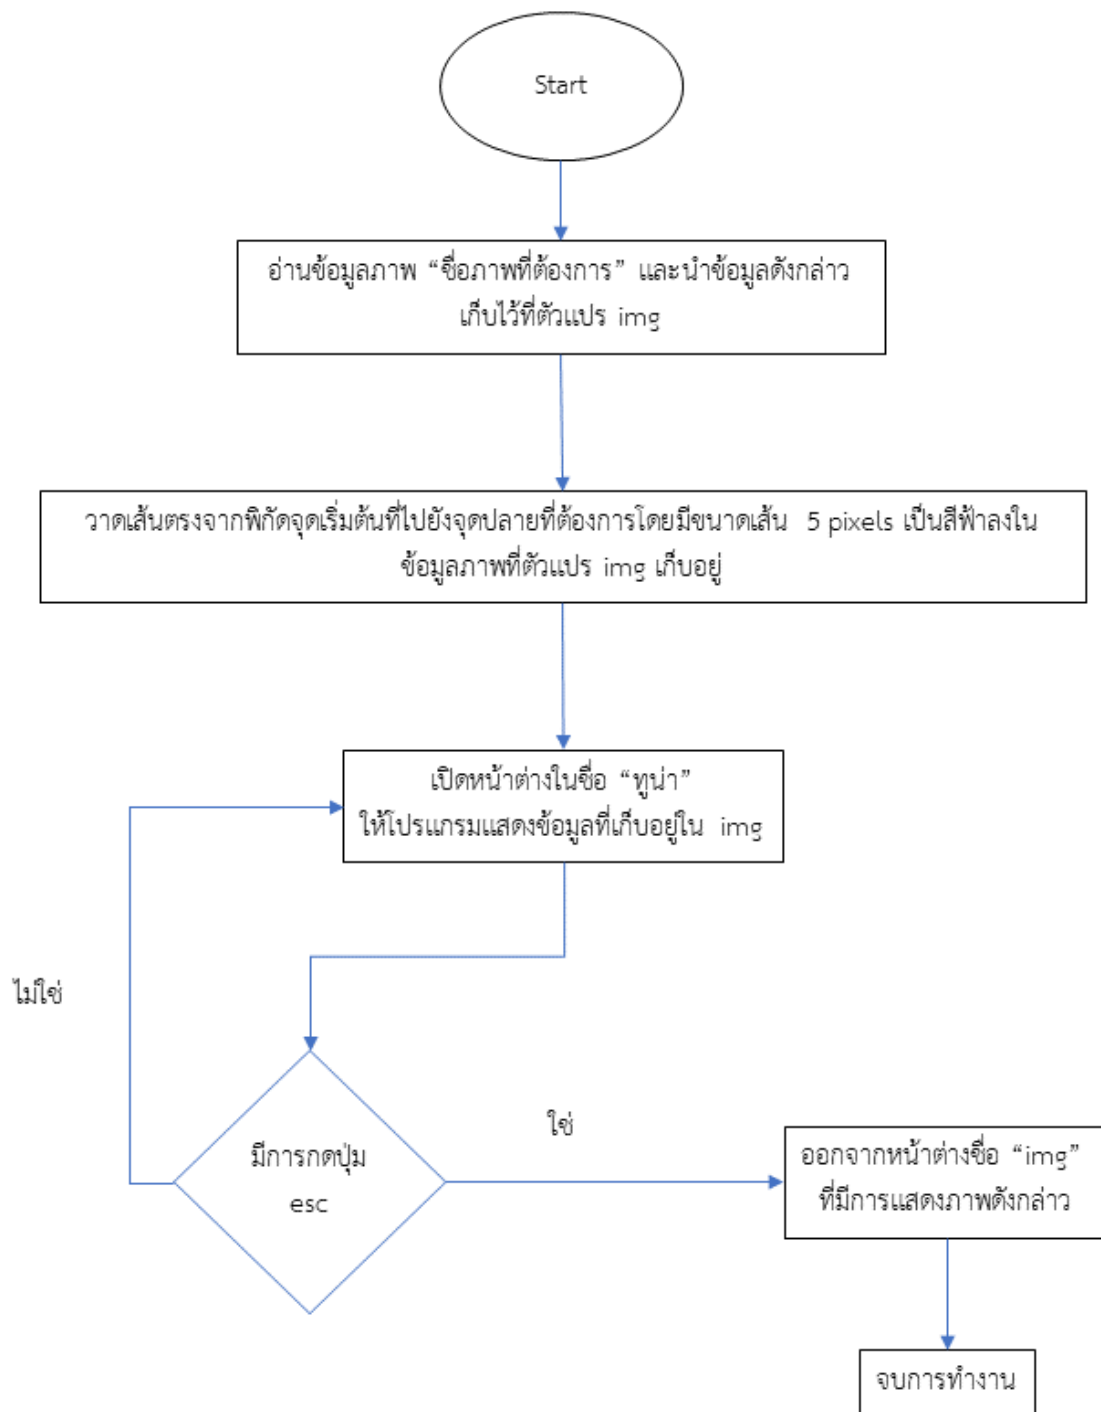 Start
อ่านข้อมูลภาพ “ชื่อภาพที่ต้องการ” และนำข้อมูลดังกล่าว
เก็บไว้ที่ตัวแปร img
วาดเส้นตรงจากพิกัดจุดเริ่มต้นที่ไปยังจุดปลายที่ต้องการโดยมีขนาดเส้น 5 pixels เป็นสีฟ้าลงใน
ข้อมูลภาพที่ตัวแปร img เก็บอยู่
เปิดหน้าต่างในชื่อ “ทูน่า”
ให้โปรแกรมแสดงข้อมูลที่เก็บอยู่ใน img
ไม่ใช่
มีการกดปุ่ม
esc
ใช่
ออกจากหน้าต่างชื่อ “img”
ที่มีการแสดงภาพดังกล่าว
จบการทำงาน